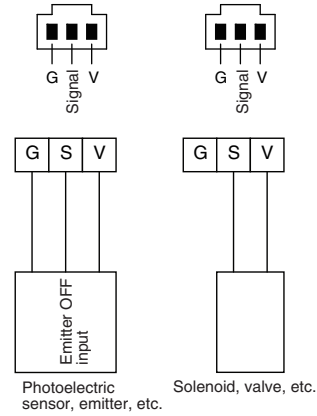 G Signal V
G Signal V
G S V
G S V
Emitter OFF
input
Photoelectric
sensor, emitter, etc.
Solenoid, valve, etc.